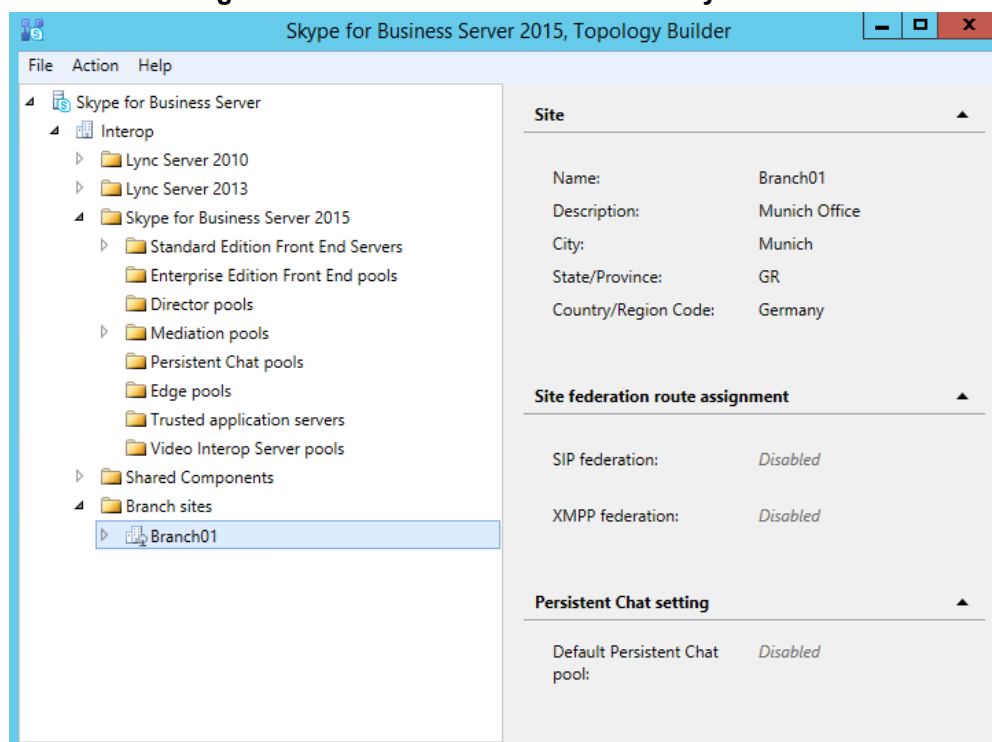 Skype for Business Server 2015, Topology Builder
File Action Help
Skype for Business Server
Interop
Lync Server 2010
Lync Server 2013
Skype for Business Server 2015
Standard Edition Front End Servers
Enterprise Edition Front End pools
Director pools
Mediation pools
Persistent Chat pools
Edge pools
Trusted application servers
Video Interop Server pools
Shared Components
Branch sites
Branch01
Site
Name: Branch01
Description: Munich Office
City: Munich
State/Province: GR
Country/Region Code: Germany
Site federation route assignment
SIP federation: Disabled
XMPP federation: Disabled
Persistent Chat setting
Default Persistent Chat Disabled
pool: